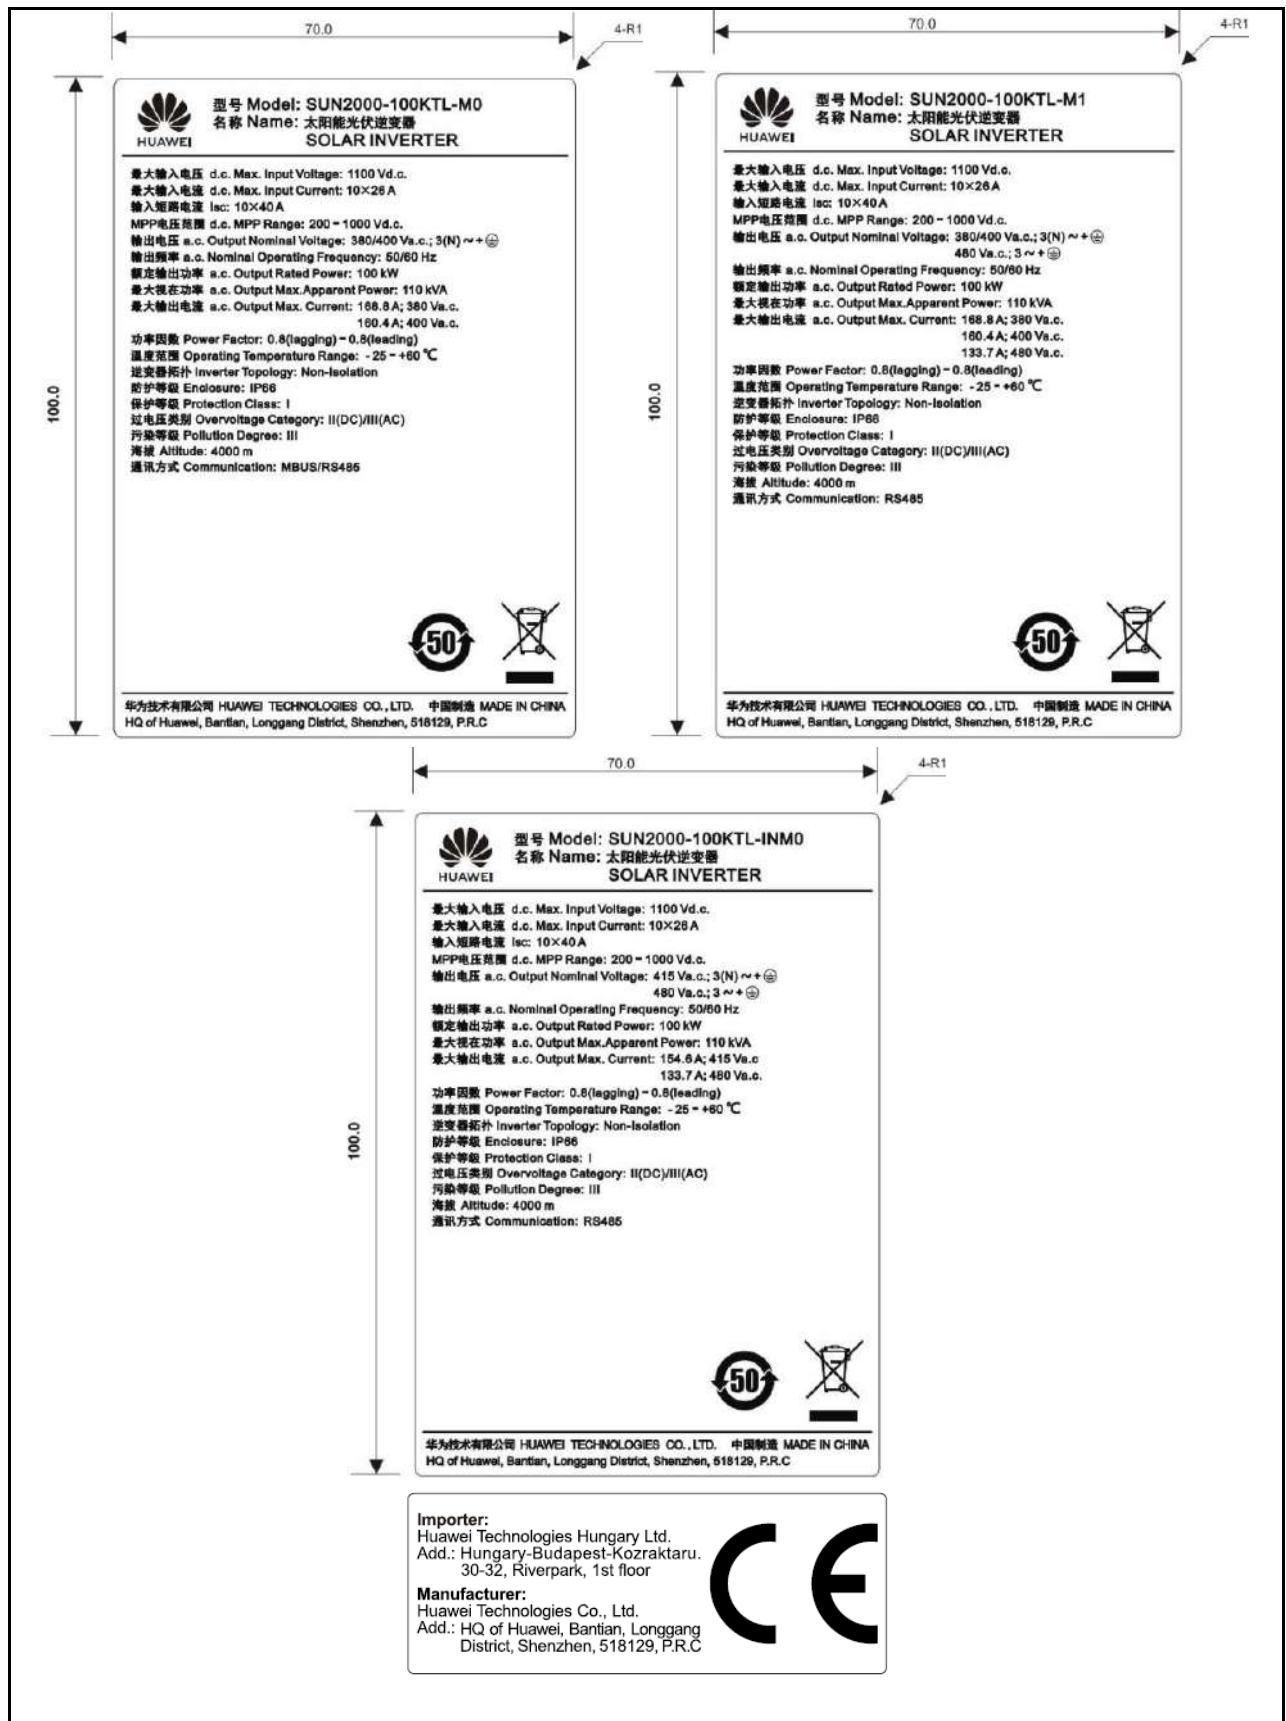 70.0
4-R1
100.0
HUAWEI
型号 Model: SUN2000-100KTL-M0
名称 Name: 太阳能光伏逆变器
SOLAR INVERTER
最大输入电压 d.c. Max. Input Voltage: 1100 Vd.c.
最大输入电流 d.c. Max. Input Current: 10×26 A
输入短路电流 Isc: 10×40 A
MPP电压范围 d.c. MPP Range: 200 ~ 1000 Vd.c.
输出电压 a.c. Output Nominal Voltage: 380/400 Va.c.; 3(N) ~ + ⏚
输出频率 a.c. Nominal Operating Frequency: 50/60 Hz
额定输出功率 a.c. Output Rated Power: 100 kW
最大视在功率 a.c. Output Max.Apparent Power: 110 kVA
最大输出电流 a.c. Output Max. Current: 168.8 A; 380 Va.c.
160.4 A; 400 Va.c.
功率因数 Power Factor: 0.8(lagging) ~ 0.8(leading)
温度范围 Operating Temperature Range: - 25 ~ +60 ℃
逆变器拓扑 Inverter Topology: Non-Isolation
防护等级 Enclosure: IP66
保护等级 Protection Class: I
过电压类别 Overvoltage Category: II(DC)/III(AC)
污染等级 Pollution Degree: III
海拔 Altitude: 4000 m
通讯方式 Communication: MBUS/RS485
50
华为技术有限公司 HUAWEI TECHNOLOGIES CO., LTD. 中国制造 MADE IN CHINA
HQ of Huawei, Bantian, Longgang District, Shenzhen, 518129, P.R.C
70.0
4-R1
100.0
HUAWEI
型号 Model: SUN2000-100KTL-M1
名称 Name: 太阳能光伏逆变器
SOLAR INVERTER
最大输入电压 d.c. Max. Input Voltage: 1100 Vd.c.
最大输入电流 d.c. Max. Input Current: 10×26 A
输入短路电流 Isc: 10×40 A
MPP电压范围 d.c. MPP Range: 200 ~ 1000 Vd.c.
输出电压 a.c. Output Nominal Voltage: 380/400 Va.c.; 3(N) ~ + ⏚
480 Va.c.; 3 ~ + ⏚
输出频率 a.c. Nominal Operating Frequency: 50/60 Hz
额定输出功率 a.c. Output Rated Power: 100 kW
最大视在功率 a.c. Output Max.Apparent Power: 110 kVA
最大输出电流 a.c. Output Max. Current: 168.8 A; 380 Va.c.
160.4 A; 400 Va.c.
133.7 A; 480 Va.c.
功率因数 Power Factor: 0.8(lagging) ~ 0.8(leading)
温度范围 Operating Temperature Range: - 25 ~ +60 ℃
逆变器拓扑 Inverter Topology: Non-Isolation
防护等级 Enclosure: IP66
保护等级 Protection Class: I
过电压类别 Overvoltage Category: II(DC)/III(AC)
污染等级 Pollution Degree: III
海拔 Altitude: 4000 m
通讯方式 Communication: RS485
50
华为技术有限公司 HUAWEI TECHNOLOGIES CO., LTD. 中国制造 MADE IN CHINA
HQ of Huawei, Bantian, Longgang District, Shenzhen, 518129, P.R.C
70.0
4-R1
100.0
HUAWEI
型号 Model: SUN2000-100KTL-INM0
名称 Name: 太阳能光伏逆变器
SOLAR INVERTER
最大输入电压 d.c. Max. Input Voltage: 1100 Vd.c.
最大输入电流 d.c. Max. Input Current: 10×26 A
输入短路电流 Isc: 10×40 A
MPP电压范围 d.c. MPP Range: 200 ~ 1000 Vd.c.
输出电压 a.c. Output Nominal Voltage: 415 Va.c.; 3(N) ~ + ⏚
480 Va.c.; 3 ~ + ⏚
输出频率 a.c. Nominal Operating Frequency: 50/60 Hz
额定输出功率 a.c. Output Rated Power: 100 kW
最大视在功率 a.c. Output Max.Apparent Power: 110 kVA
最大输出电流 a.c. Output Max. Current: 154.6 A; 415 Va.c
133.7 A; 480 Va.c.
功率因数 Power Factor: 0.8(lagging) ~ 0.8(leading)
温度范围 Operating Temperature Range: - 25 ~ +60 ℃
逆变器拓扑 Inverter Topology: Non-Isolation
防护等级 Enclosure: IP66
保护等级 Protection Class: I
过电压类别 Overvoltage Category: II(DC)/III(AC)
污染等级 Pollution Degree: III
海拔 Altitude: 4000 m
通讯方式 Communication: RS485
50
华为技术有限公司 HUAWEI TECHNOLOGIES CO., LTD. 中国制造 MADE IN CHINA
HQ of Huawei, Bantian, Longgang District, Shenzhen, 518129, P.R.C
Importer:
Huawei Technologies Hungary Ltd.
Add.: Hungary-Budapest-Kozraktaru.
30-32, Riverpark, 1st floor
Manufacturer:
Huawei Technologies Co., Ltd.
Add.: HQ of Huawei, Bantian, Longgang
District, Shenzhen, 518129, P.R.C
CE